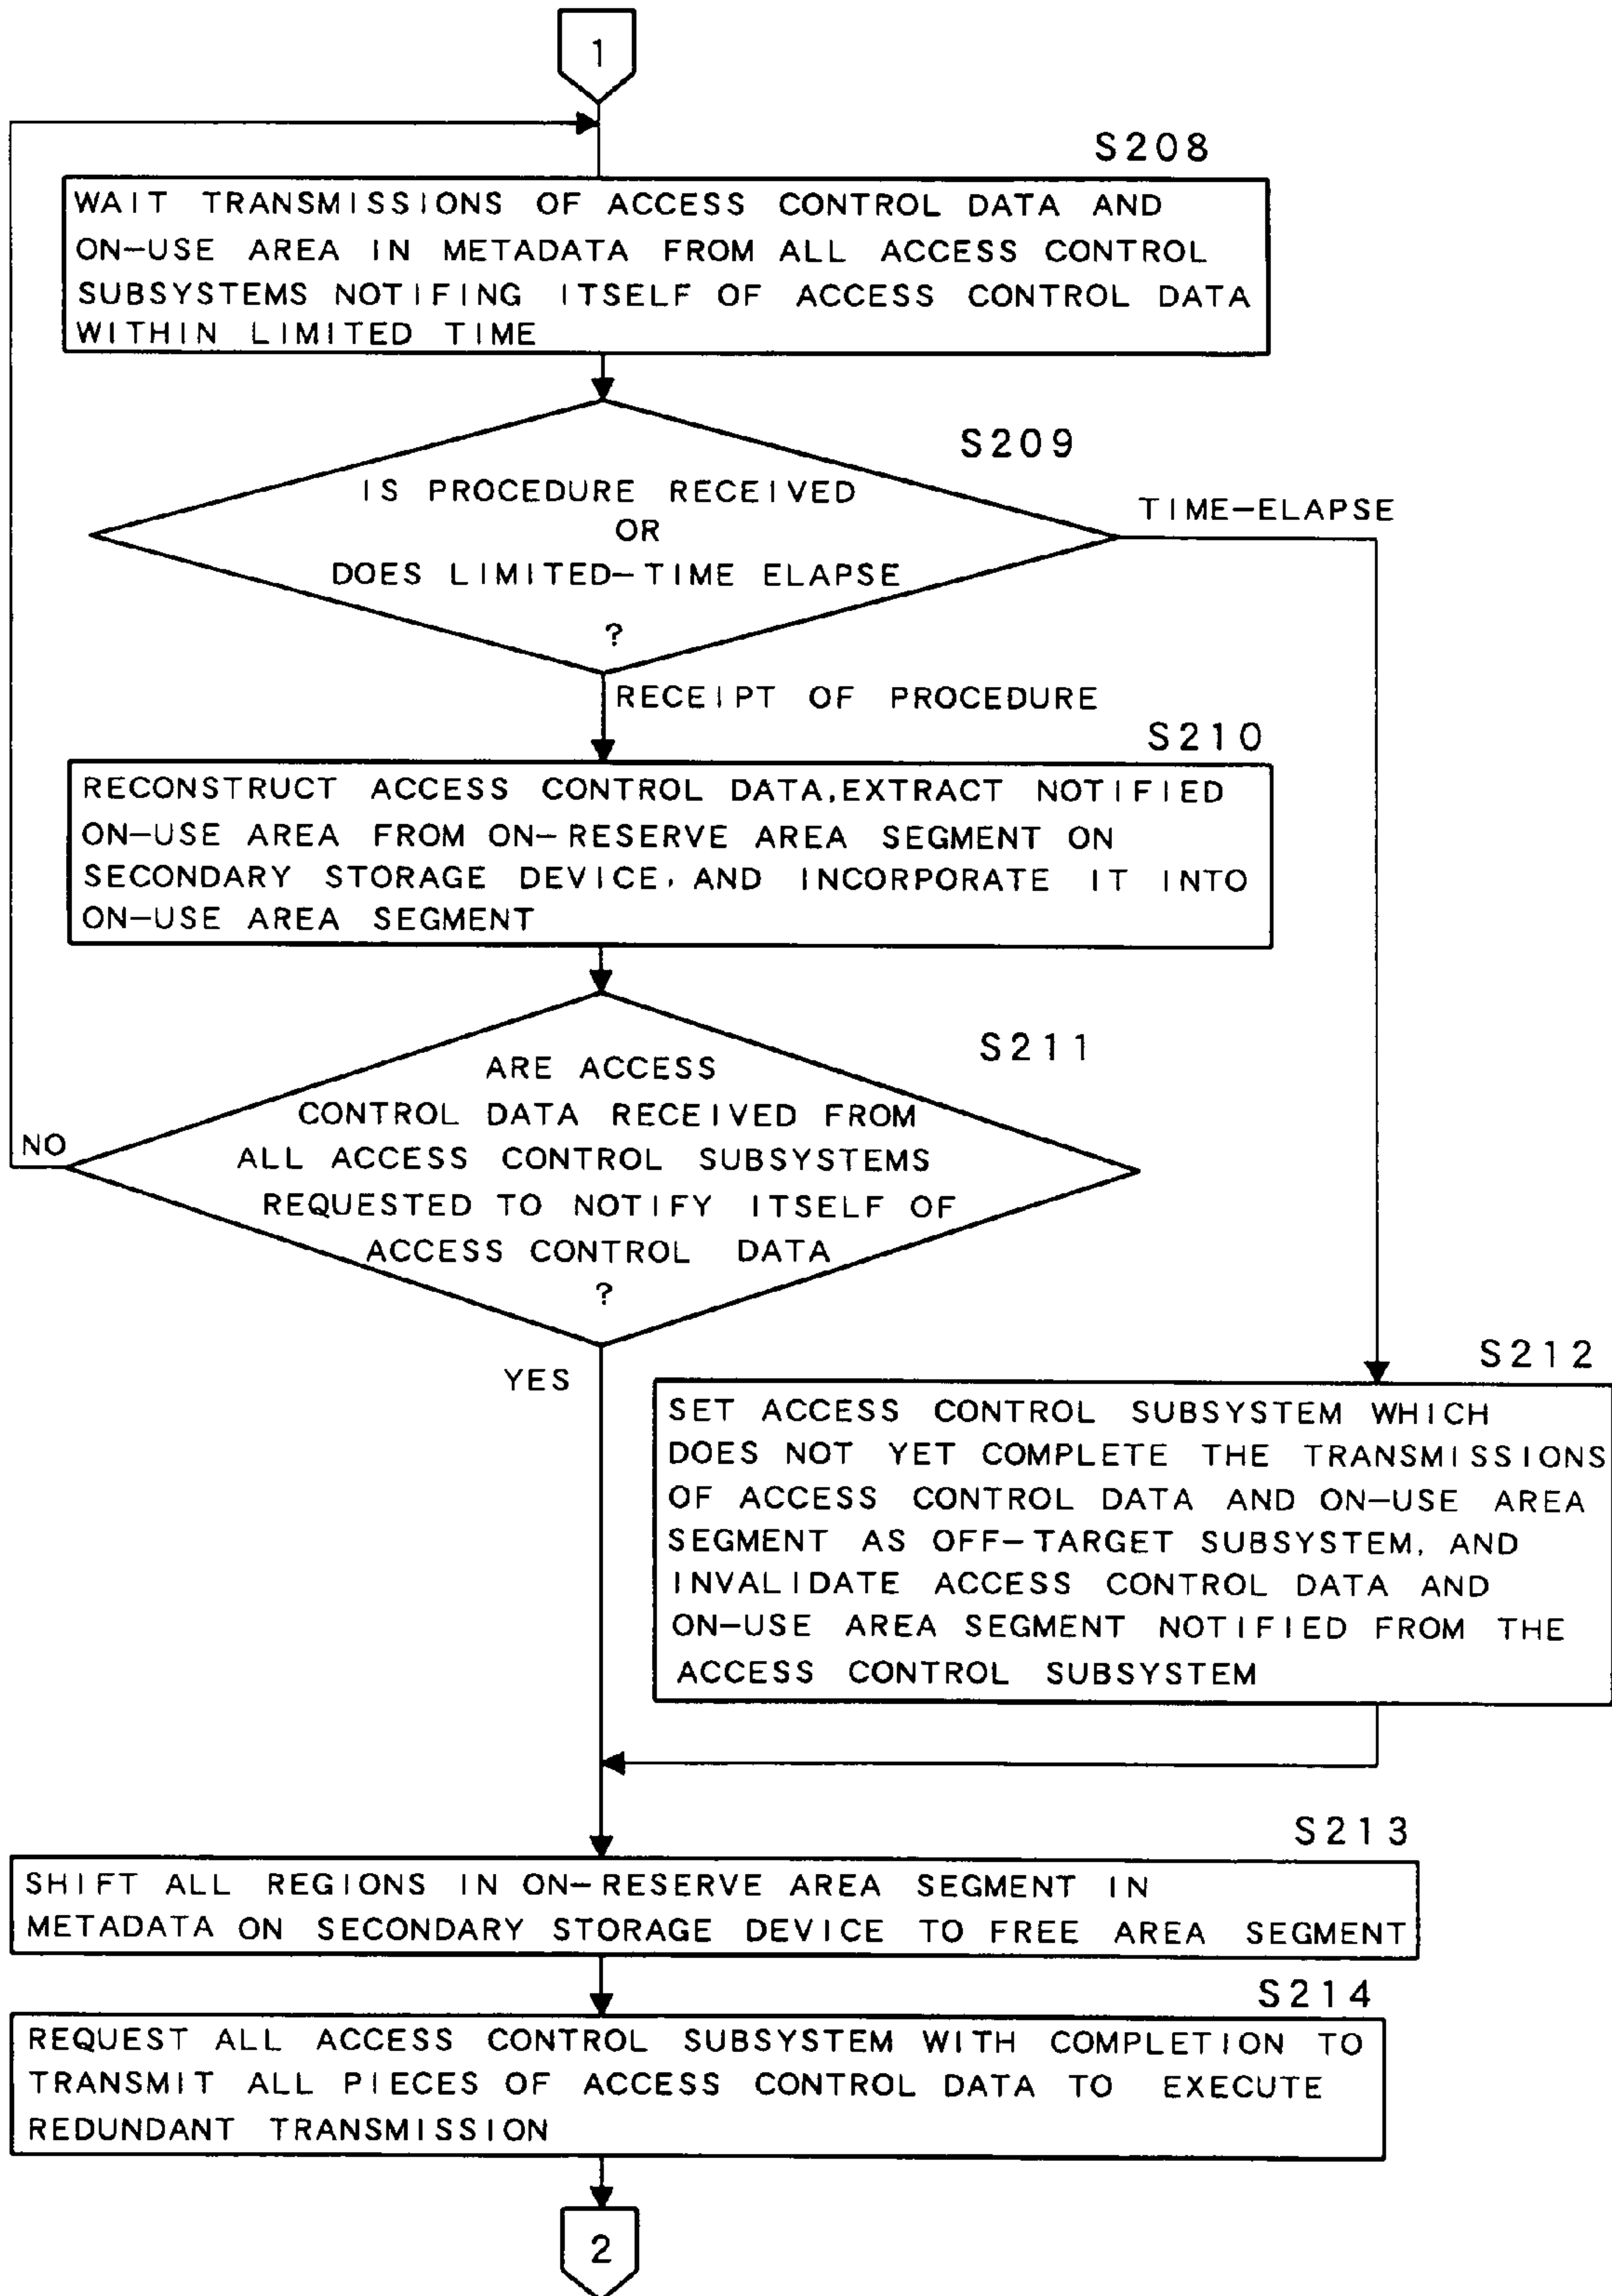 1
S208
WAIT TRANSMISSIONS OF ACCESS CONTROL DATA AND
ON-USE AREA IN METADATA FROM ALL ACCESS CONTROL
SUBSYSTEMS NOTIFING ITSELF OF ACCESS CONTROL DATA
WITHIN LIMITED TIME
S209
IS PROCEDURE RECEIVED
OR
DOES LIMITED-TIME ELAPSE
?
TIME-ELAPSE
RECEIPT OF PROCEDURE
S210
RECONSTRUCT ACCESS CONTROL DATA,EXTRACT NOTIFIED
ON-USE AREA FROM ON-RESERVE AREA SEGMENT ON
SECONDARY STORAGE DEVICE, AND INCORPORATE IT INTO
ON-USE AREA SEGMENT
S211
ARE ACCESS
CONTROL DATA RECEIVED FROM
ALL ACCESS CONTROL SUBSYSTEMS
REQUESTED TO NOTIFY ITSELF OF
ACCESS CONTROL DATA
?
NO
YES
S212
SET ACCESS CONTROL SUBSYSTEM WHICH
DOES NOT YET COMPLETE THE TRANSMISSIONS
OF ACCESS CONTROL DATA AND ON-USE AREA
SEGMENT AS OFF-TARGET SUBSYSTEM, AND
INVALIDATE ACCESS CONTROL DATA AND
ON-USE AREA SEGMENT NOTIFIED FROM THE
ACCESS CONTROL SUBSYSTEM
S213
SHIFT ALL REGIONS IN ON-RESERVE AREA SEGMENT IN
METADATA ON SECONDARY STORAGE DEVICE TO FREE AREA SEGMENT
S214
REQUEST ALL ACCESS CONTROL SUBSYSTEM WITH COMPLETION TO
TRANSMIT ALL PIECES OF ACCESS CONTROL DATA TO EXECUTE
REDUNDANT TRANSMISSION
2